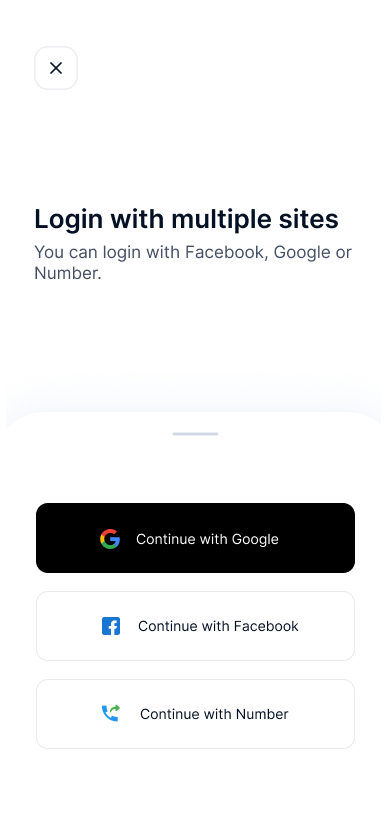 Login with multiple sites
You can login with Facebook, Google or
Number.
Continue with Google
Continue with Facebook
Continue with Number